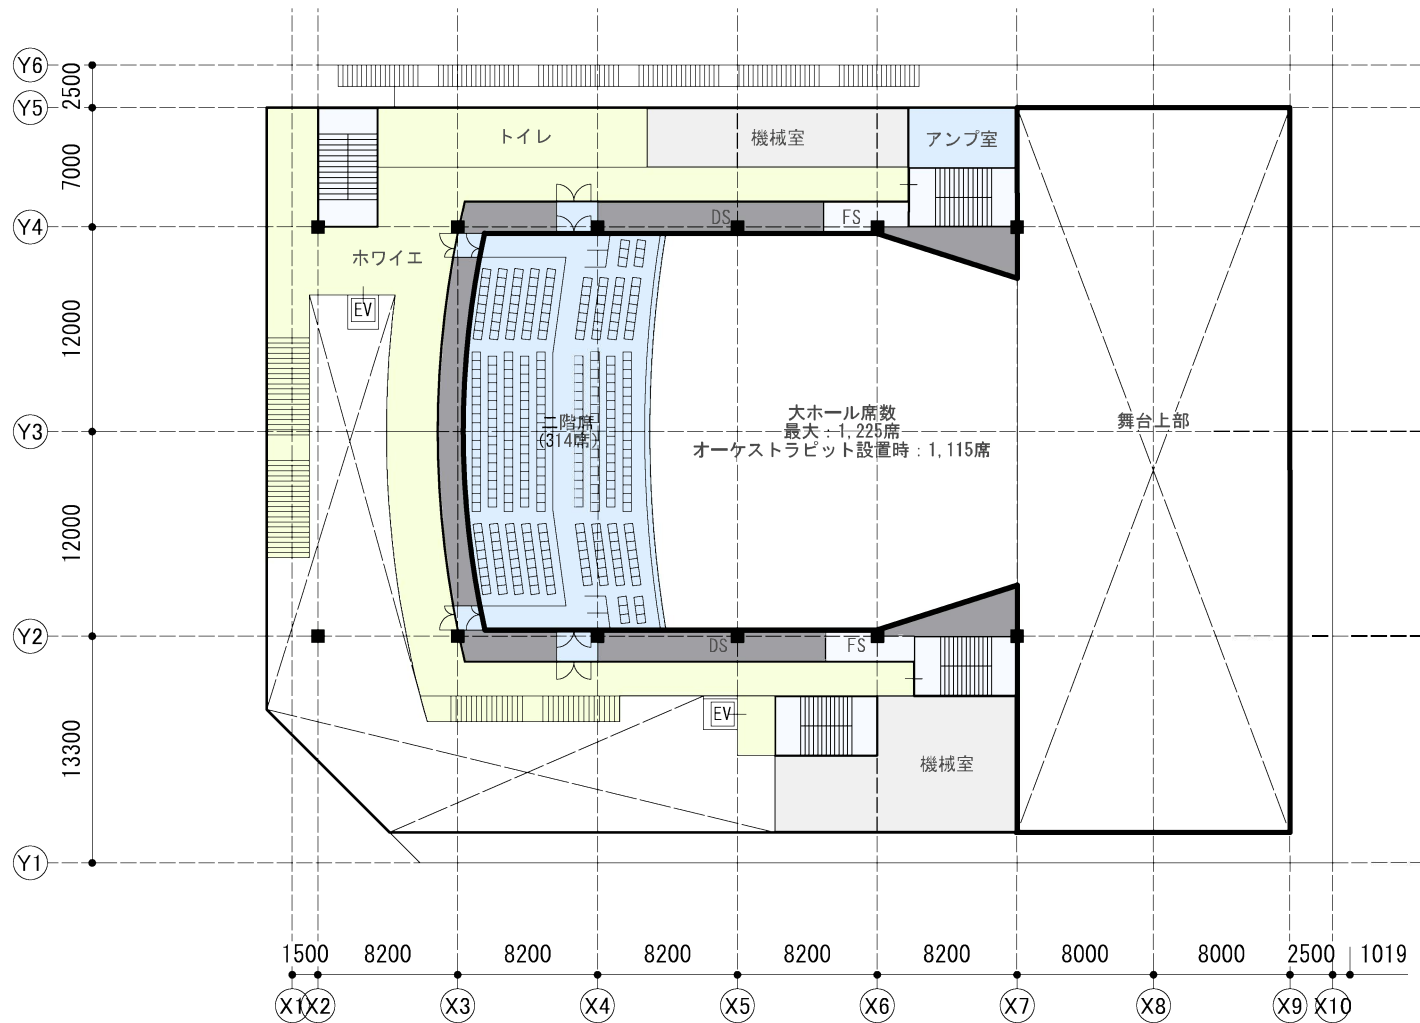 Y6
2500
Y5
トイレ
機械室
アンプ室
7000
DS
FS
Y4
ホワイエ
EV
12000
大ホール席数
二階席
最大：1,225席
舞台上部
Y3
(314席)
オーケストラピット設置時：1,115席
12000
Y2
DS
FS
EV
13300
機械室
Y1
1500
8200
8200
8200
8200
8200
8000
8000
2500
1019
X1
X2
X3
X4
X5
X6
X7
X8
X9
X10